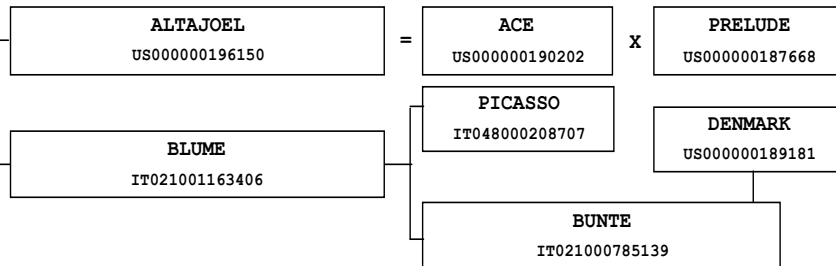 ALTAJOEL
US000000196150
=
ACE
US000000190202
X
PRELUDE
US000000187668
BLUME
IT021001163406
PICASSO
IT048000208707
DENMARK
US000000189181
BUNTE
IT021000785139